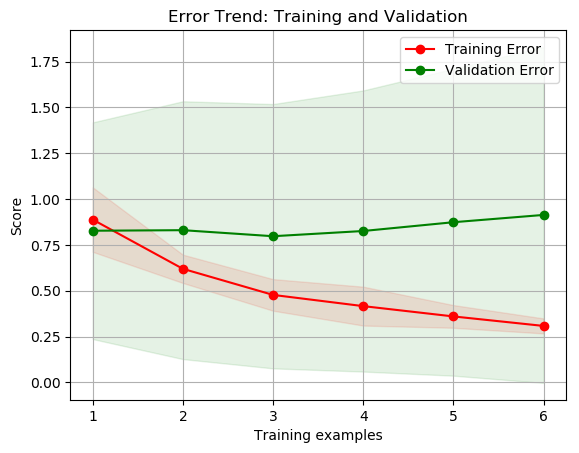 Error Trend: Training and Validation
Training Error
Validation Error
Score
1.75
1.50
1.25
1.00
0.75
0.50
0.25
0.00
1 2 3 4 5 6
Training examples